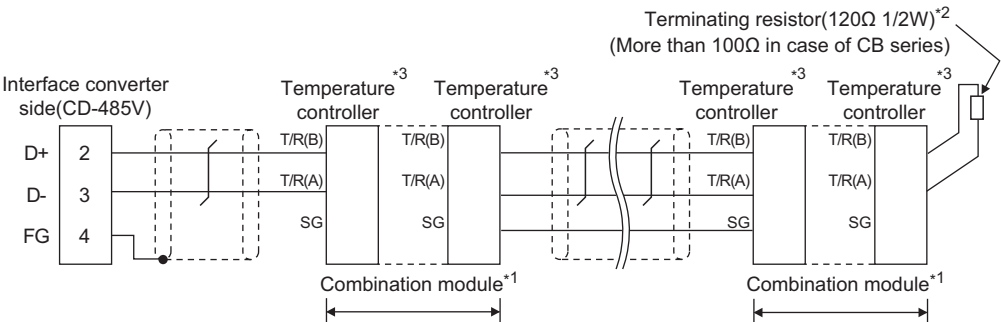 Terminating resistor(120Ω 1/2W)*2
(More than 100Ω in case of CB series)
Interface converter
side(CD-485V)
Temperature*3
controller
Temperature*3
controller
Temperature*3
controller
Temperature*3
controller
D+ 2 T/R(B) T/R(B) T/R(B) T/R(B)
D- 3 T/R(A) T/R(A) T/R(A) T/R(A)
FG 4 SG SG SG SG
Combination module*1 Combination module*1